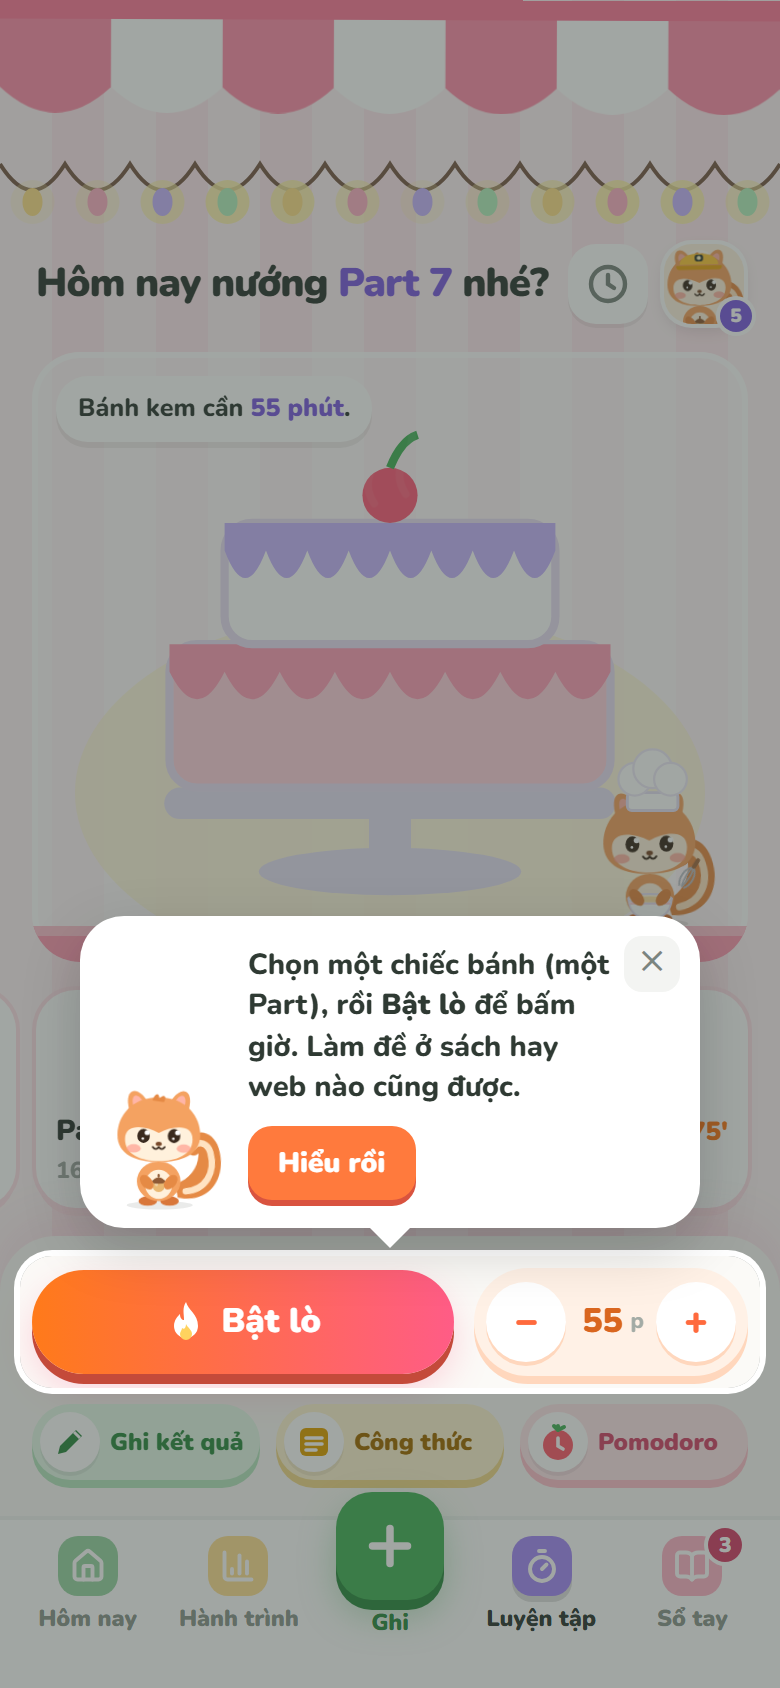 Hôm nay nướng Part 7 nhé?
5
Bánh kem cần 55 phút.
Chọn một chiếc bánh (một
Part), rồi Bật lò để bấm
giờ. Làm đề ở sách hay
web nào cũng được.
Hiểu rồi
Bật lò
55 p
Ghi kết quả
Công thức
Pomodoro
3
Hôm nay
Hành trình
Ghi
Luyện tập
Sổ tay